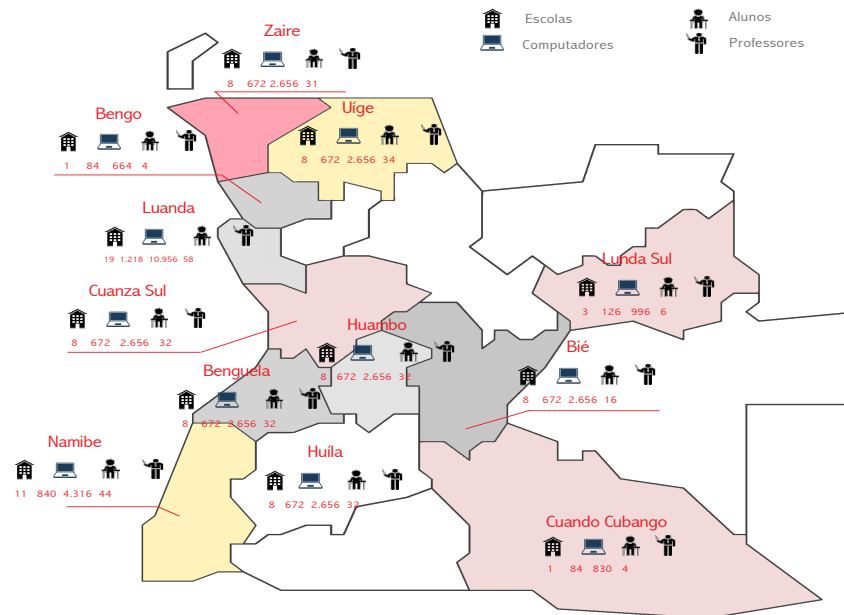 Escolas
Alunos
Computadores
Professores
Zaire
8 672 2.656 31
Bengo
1 84 664 4
Uíge
8 672 2.656 34
Luanda
19 1.218 10.956 58
Lunda Sul
3 126 996 6
Cuanza Sul
8 672 2.656 32
Huambo
8 672 2.656 32
Bié
8 672 2.656 16
Benguela
8 672 2.656 32
Namibe
11 840 4.316 44
Huíla
8 672 2.656 32
Cuando Cubango
1 84 830 4